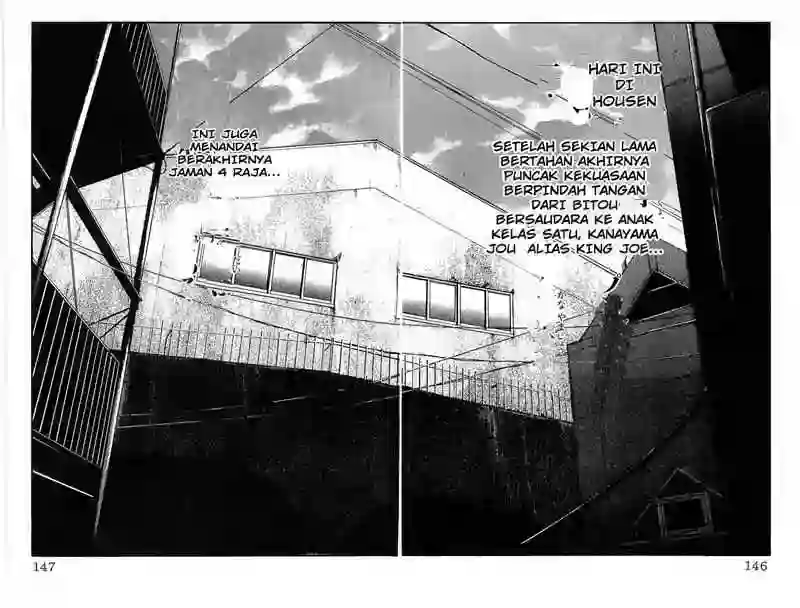 HARI INI
DI
HOUSEN
SETELAH SEKIAN LAMA
BERTAHAN AKHIRNYA
PUNCAK KEKUASAAN
BERPINDAH TANGAN
DARI BITOU
BERSAUDARA KE ANAK
KELAS SATU, KANAYAMA
JOU ALIAS KING JOE...
INI JUGA
MENANDAI
BERAKHIRNYA
JAMAN 4 RAJA...
147
146